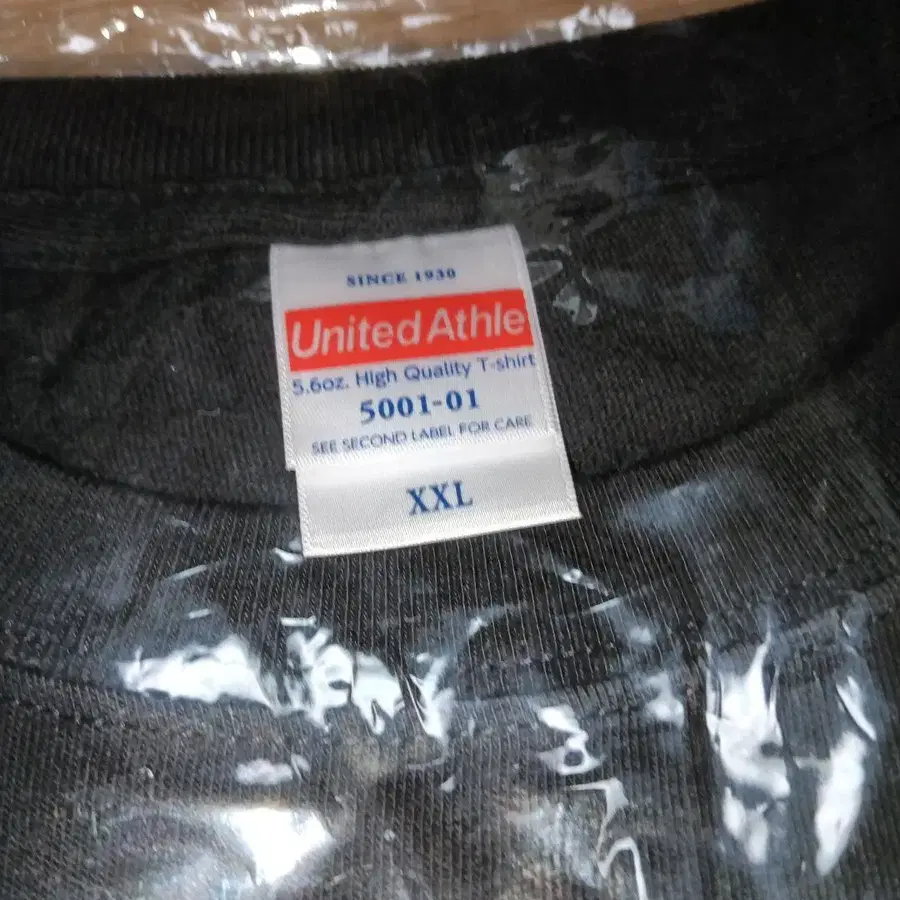 SINCE 1930
United Athle
5.6oz. High Quality T-shirt
5001-01
SEE SECOND LABEL FOR CARE
XXL